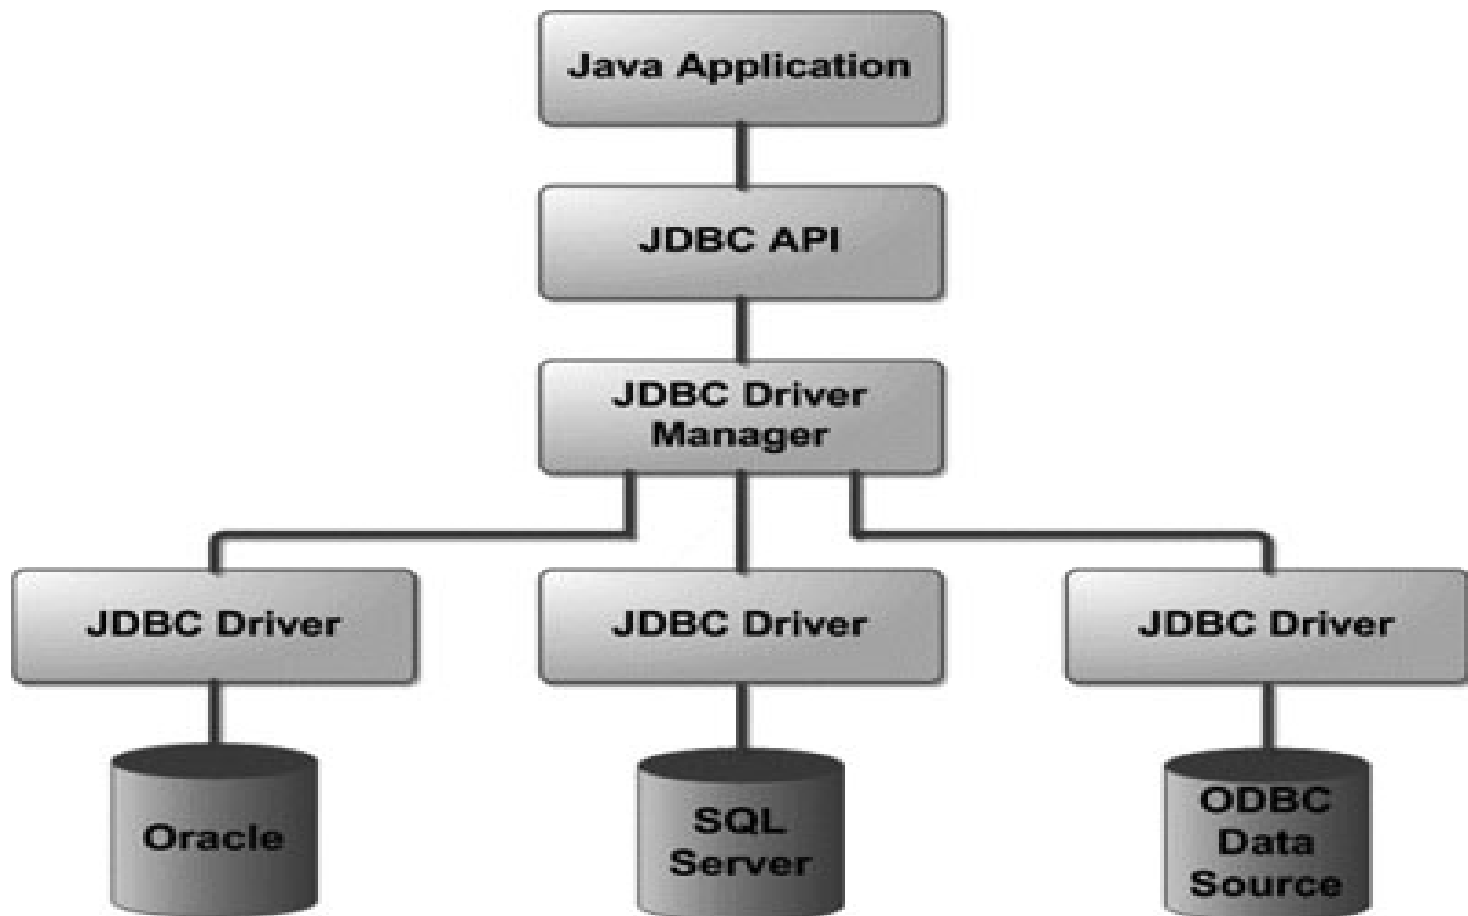 Java Application
JDBC API
JDBC Driver
Manager
JDBC Driver
JDBC Driver
JDBC Driver
Oracle
SQL
Server
ODBC
Data
Source